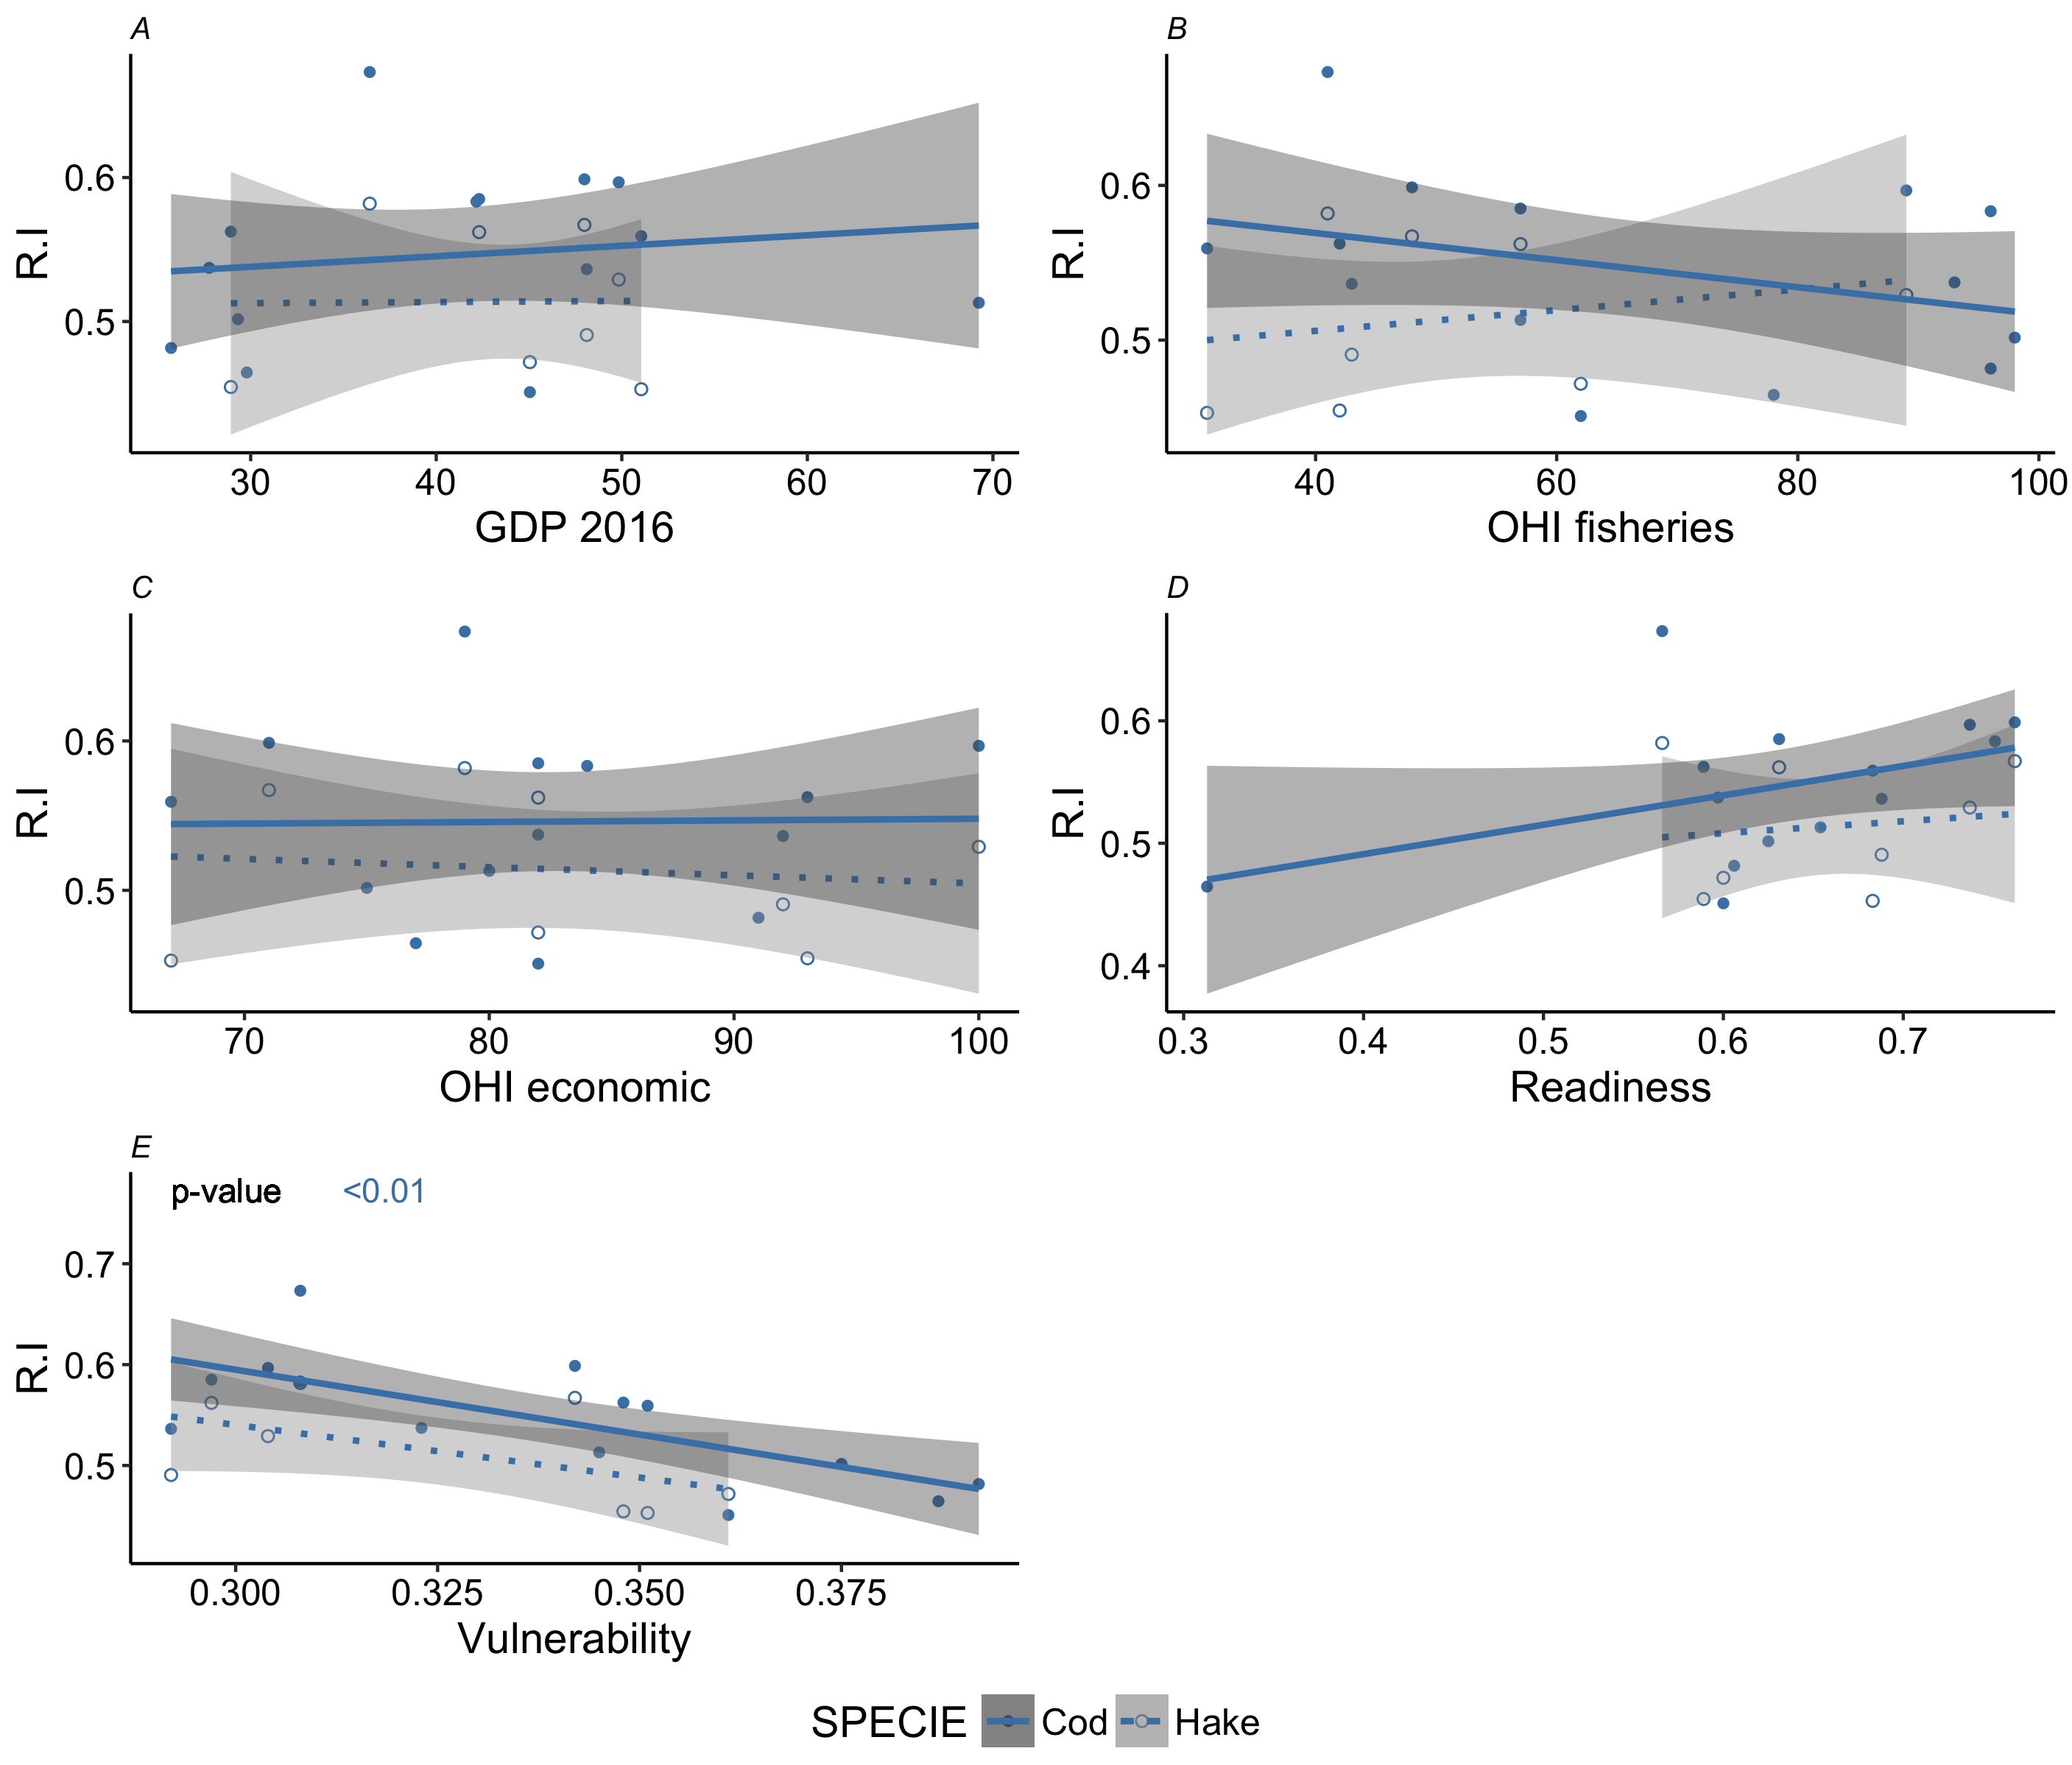 A
R.I
0.6
0.5
30 40 50 60 70
GDP 2016
B
R.I
0.6
0.5
40 60 80 100
OHI fisheries
C
R.I
0.6
0.5
70 80 90 100
OHI economic
D
R.I
0.6
0.5
0.4
0.3 0.4 0.5 0.6 0.7
Readiness
E
p-value <0.01
R.I
0.7
0.6
0.5
0.300 0.325 0.350 0.375
Vulnerability
SPECIE Cod Hake